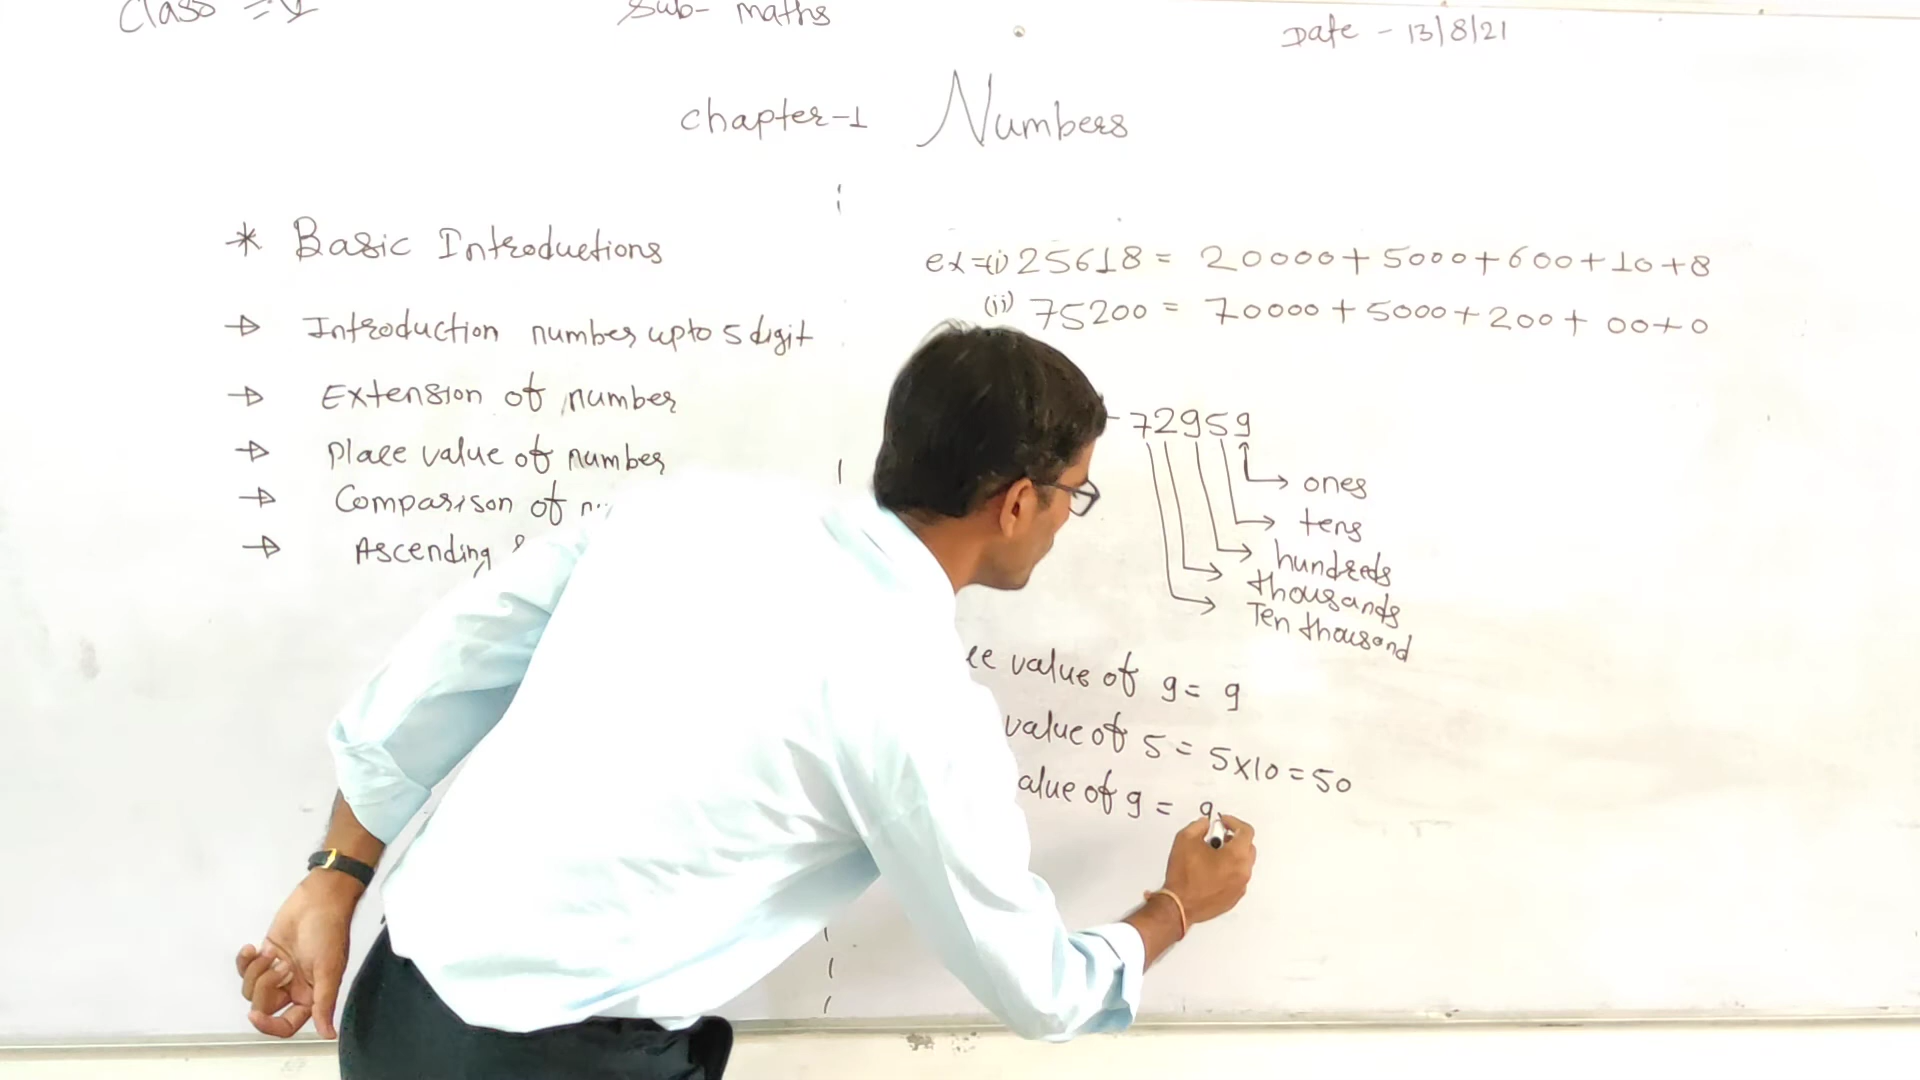 Class = V
Sub- maths
Date - 13/8/21
Chapter-1 Numbers
* Basic Introductions
→ Introduction number upto 5 digit
→ Extension of number
→ Place value of number
→ Comparison of
→ Ascending
ex=(i) 25618 = 20000+5000+600+10+8
(ii) 75200 = 70000+5000+200+00+0
72959
→ ones
→ tens
→ hundreds
→ thousands
→ Ten thousand
value of 9 = 9
value of 5 = 5x10=50
alue of 9 = 9